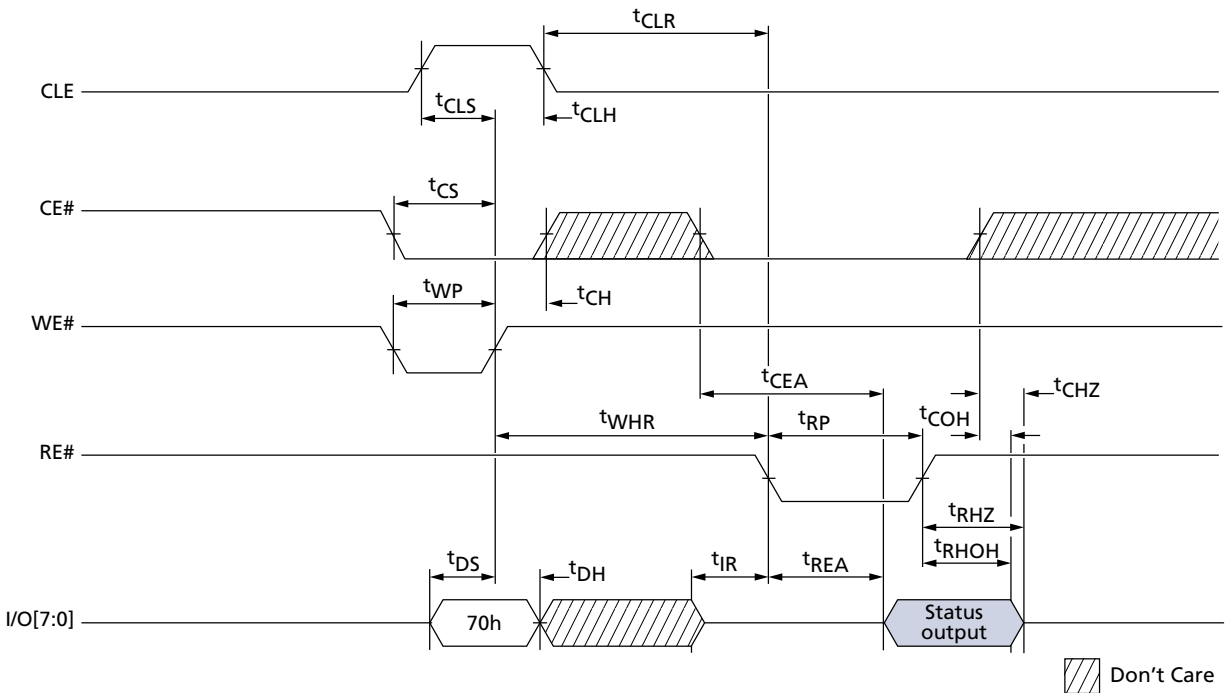 tCLR
CLE
tCLS
tCLH
tCS
CE#
tWP
tCH
WE#
tCEA
tCHZ
tWHR
tRP
tCOH
RE#
tRHZ
tDS
tDH
tIR
tREA
tRHOH
I/O[7:0]
70h
Status
output
Don't Care